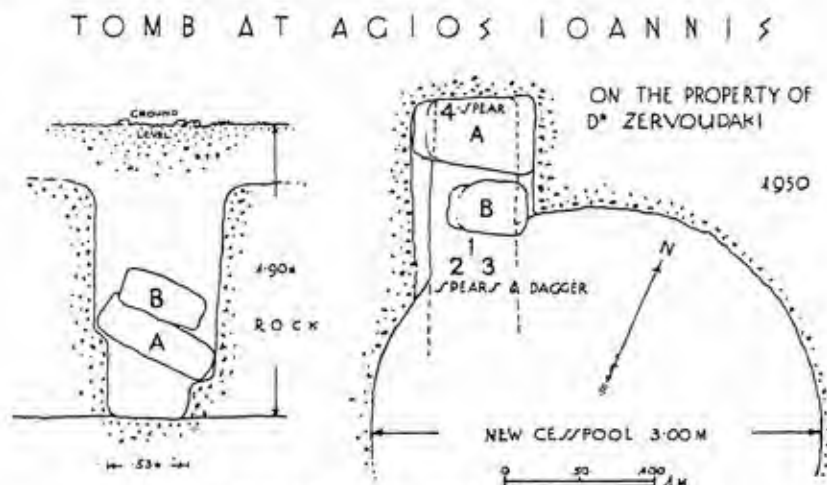 TOMB AT AGIOS IOANNIS
GROUND
LEVEL
1·90M
ROCK
B
A
·53M
4 SPEAR
A
B
1
2 3
SPEARS & DAGGER
ON THE PROPERTY OF
DR ZERVOUDAKI
1950
N
NEW CESSPOOL 3·00M
0 50 100